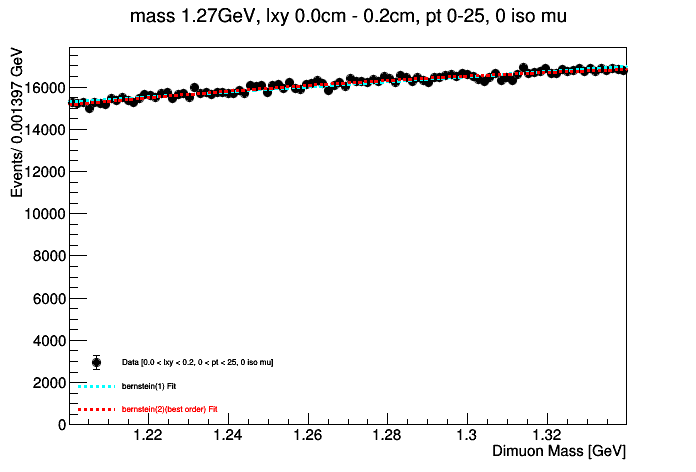 mass 1.27GeV, lxy 0.0cm - 0.2cm, pt 0-25, 0 iso mu
Events/ 0.001397 GeV
16000
14000
12000
10000
8000
6000
4000
2000
0
Data [0.0 < lxy < 0.2, 0 < pt < 25, 0 iso mu]
bernstein(1) Fit
bernstein(2)(best order) Fit
1.22 1.24 1.26 1.28 1.3 1.32
Dimuon Mass [GeV]